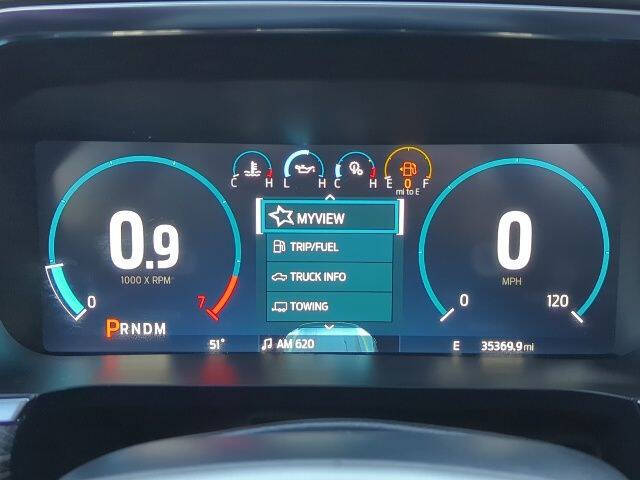 C H
L H
C H
E 0 F
mi to E
MYVIEW
TRIP/FUEL
TRUCK INFO
TOWING
0.9
1000 X RPM
0 7
PRNDM
51°
AM 620
0
MPH
0 120
E 35369.9 mi